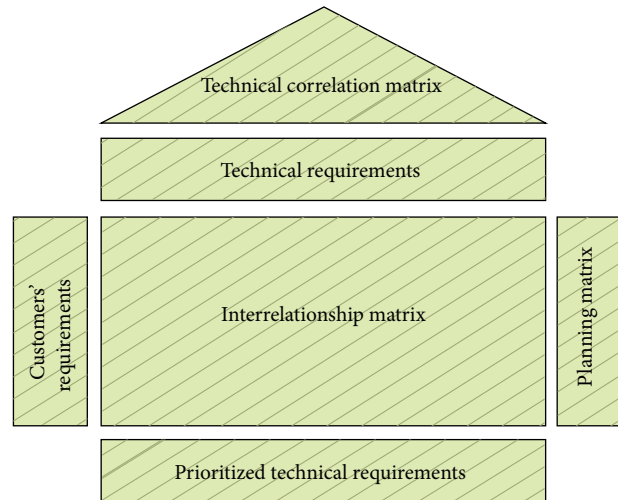 Technical correlation matrix
Technical requirements
Customers'
requirements
Interrelationship matrix
Planning matrix
Prioritized technical requirements